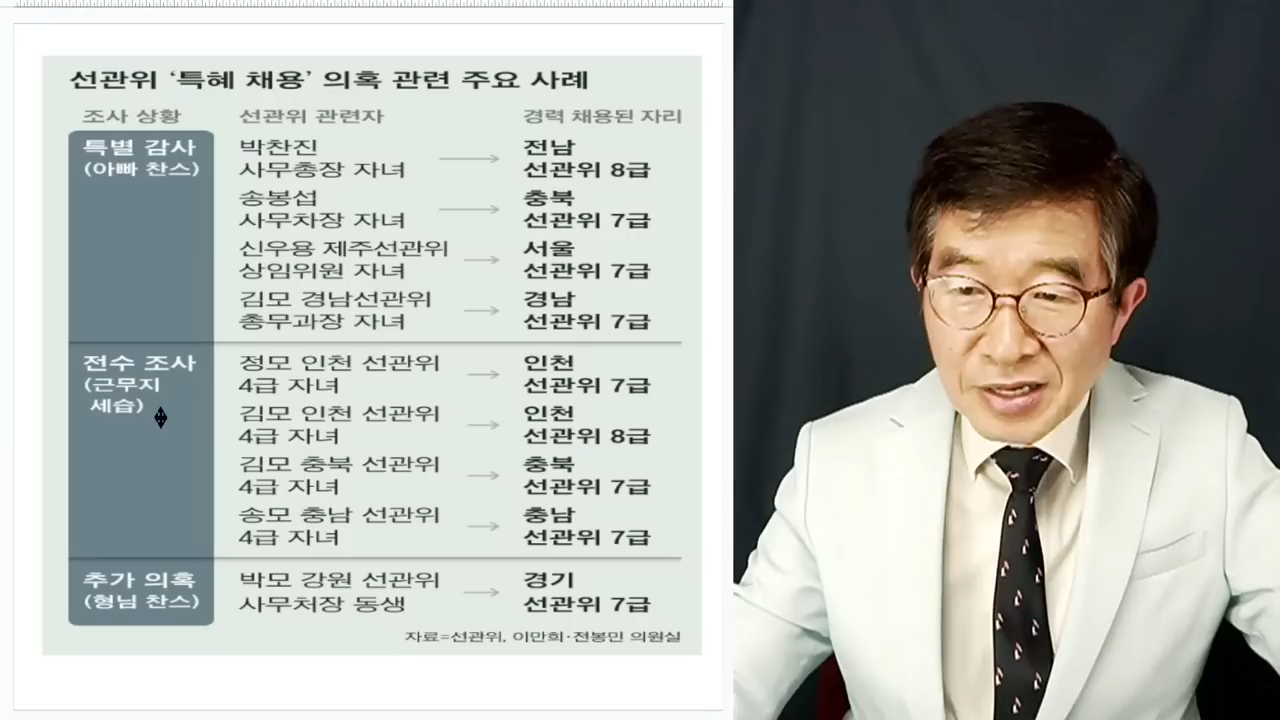 선관위 '특혜 채용' 의혹 관련 주요 사례
조사 상황 선관위 관련자 경력 채용된 자리
특별 감사 (아빠 찬스)
박찬진 사무총장 자녀 → 전남 선관위 8급
송봉섭 사무차장 자녀 → 충북 선관위 7급
신우용 제주선관위 상임위원 자녀 → 서울 선관위 7급
김모 경남선관위 총무과장 자녀 → 경남 선관위 7급
전수 조사 (근무지 세습)
정모 인천 선관위 4급 자녀 → 인천 선관위 7급
김모 인천 선관위 4급 자녀 → 인천 선관위 8급
김모 충북 선관위 4급 자녀 → 충북 선관위 7급
송모 충남 선관위 4급 자녀 → 충남 선관위 7급
추가 의혹 (형님 찬스)
박모 강원 선관위 사무처장 동생 → 경기 선관위 7급
자료=선관위, 이만희·전봉민 의원실